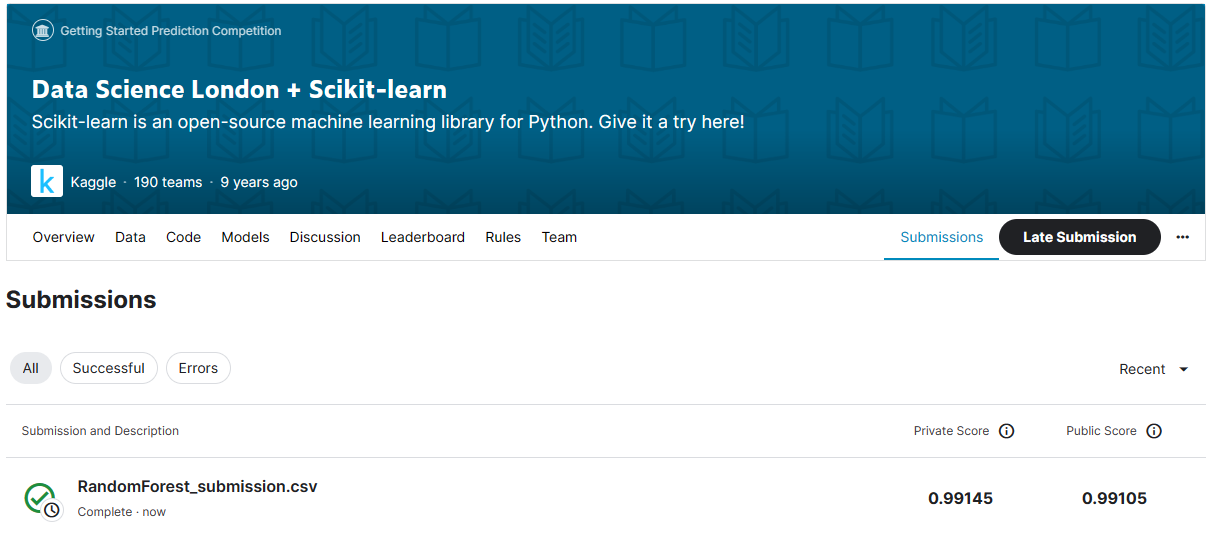 Getting Started Prediction Competition
Data Science London + Scikit-learn
Scikit-learn is an open-source machine learning library for Python. Give it a try here!
k Kaggle · 190 teams · 9 years ago
Overview Data Code Models Discussion Leaderboard Rules Team Submissions Late Submission ···
Submissions
All Successful Errors Recent
Submission and Description Private Score Public Score
RandomForest_submission.csv
Complete · now 0.99145 0.99105